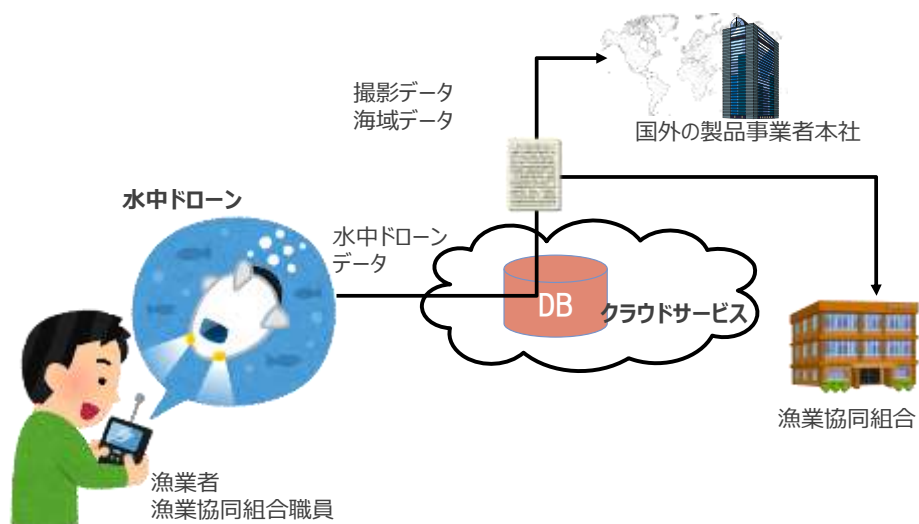 撮影データ
海域データ
国外の製品事業者本社
水中ドローン
水中ドローン
データ
DB
クラウドサービス
漁業協同組合
漁業者
漁業協同組合職員